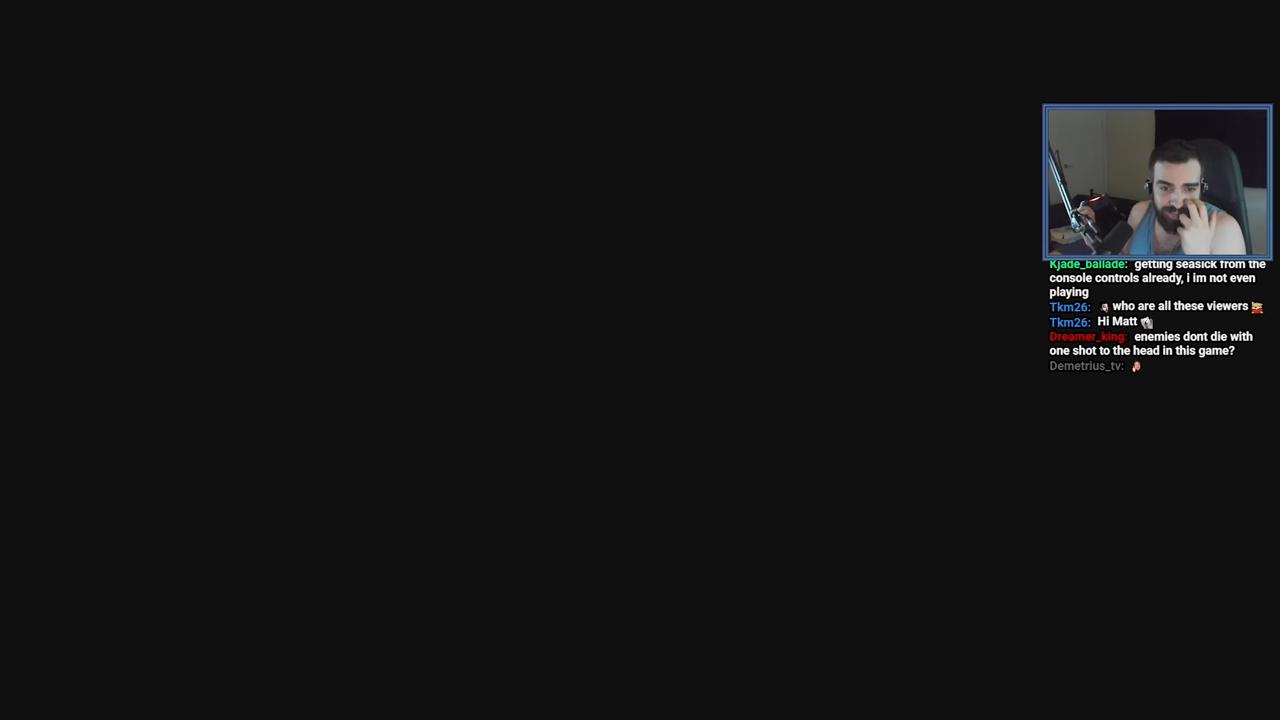 Kjade_ballade: getting seasick from the
console controls already, i im not even
playing
Tkm26: who are all these viewers
Tkm26: Hi Matt
Dreamer_king: enemies dont die with
one shot to the head in this game?
Demetrius_tv: